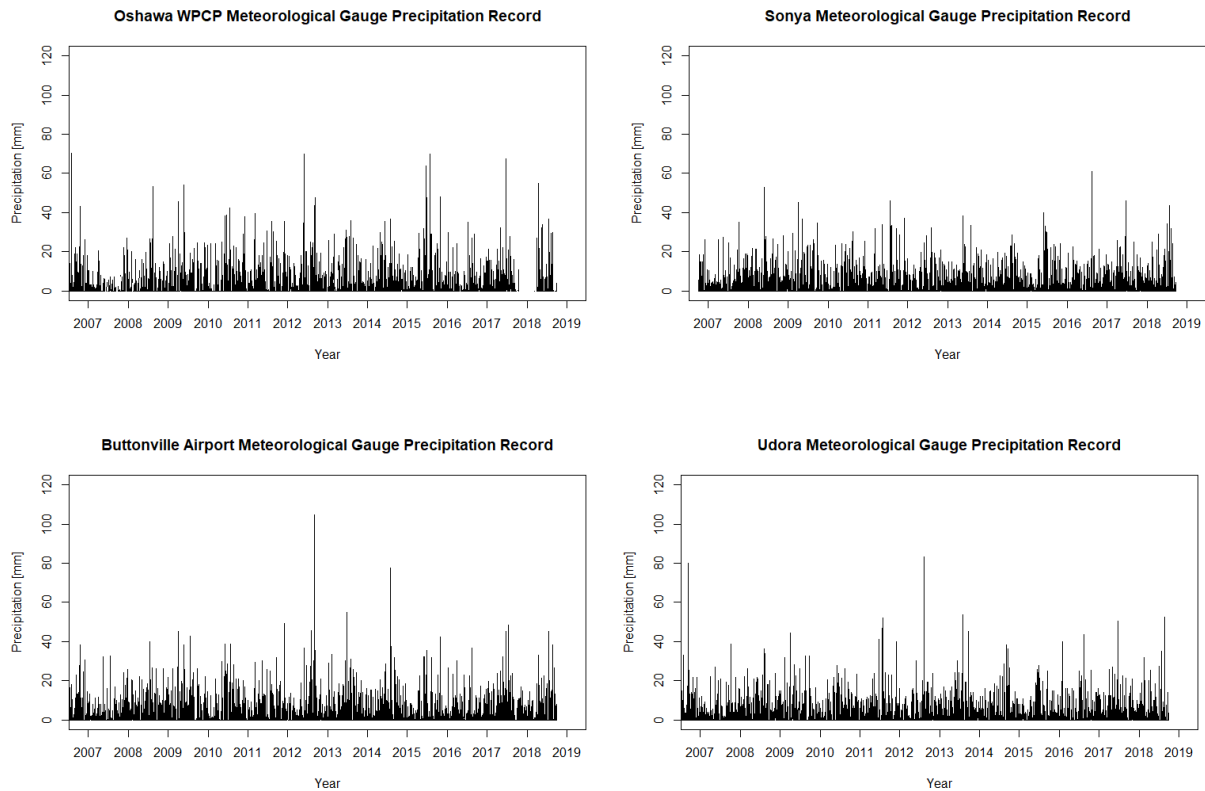 Oshawa WPCP Meteorological Gauge Precipitation Record
Precipitation [mm]
120
100
80
60
40
20
0
2007 2008 2009 2010 2011 2012 2013 2014 2015 2016 2017 2018 2019
Year
Sonya Meteorological Gauge Precipitation Record
Precipitation [mm]
120
100
80
60
40
20
0
2007 2008 2009 2010 2011 2012 2013 2014 2015 2016 2017 2018 2019
Year
Buttonville Airport Meteorological Gauge Precipitation Record
Precipitation [mm]
120
100
80
60
40
20
0
2007 2008 2009 2010 2011 2012 2013 2014 2015 2016 2017 2018 2019
Year
Udora Meteorological Gauge Precipitation Record
Precipitation [mm]
120
100
80
60
40
20
0
2007 2008 2009 2010 2011 2012 2013 2014 2015 2016 2017 2018 2019
Year